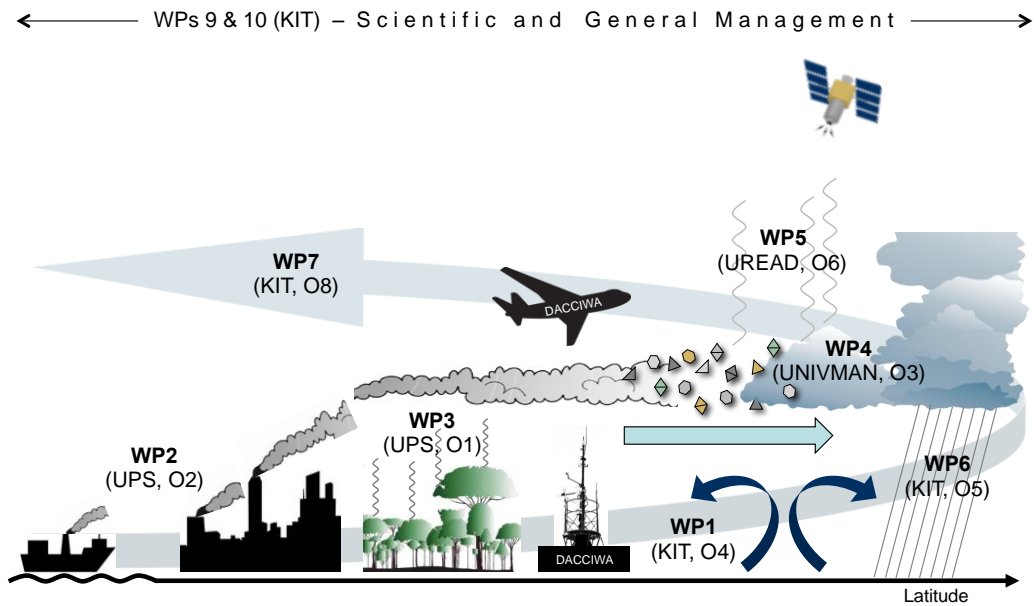 WPs 9 & 10 (KIT) – Scientific and General Management
WP5
(UREAD, O6)
WP7
(KIT, O8)
DACCIWA
WP4
(UNIVMAN, O3)
WP3
(UPS, O1)
WP2
(UPS, O2)
WP6
(KIT, O5)
WP1
(KIT, O4)
DACCIWA
Latitude